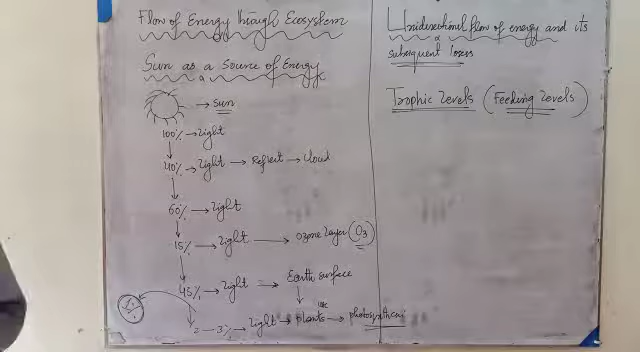 Flow of Energy through Ecosystem
Sun as a Source of Energy
→ Sun
100% → Light
40% → Light → Reflect → Cloud
60% → Light
15% → Light → Ozone Layer (O3)
45% → Light → Earth surface
2 - 3% → Light → plants use → photosynthesis
Unidirectional flow of energy and its
subsequent losses
Trophic Levels (Feeding Levels)